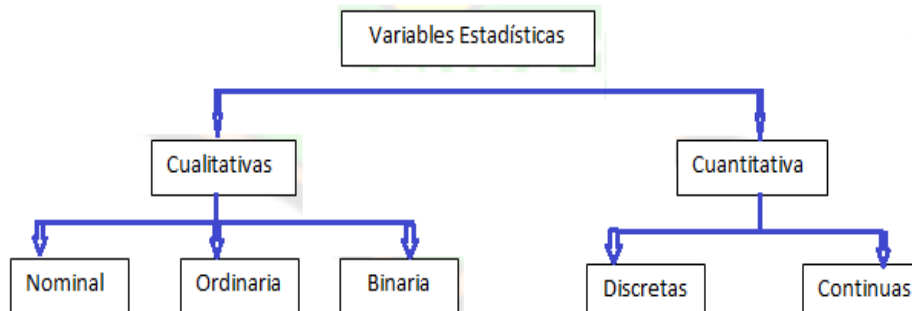 Variables Estadísticas
Cualitativas
Cuantitativa
Nominal
Ordinaria
Binaria
Discretas
Continuas